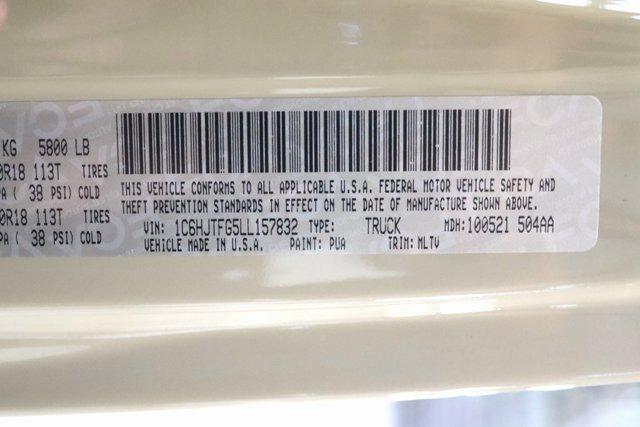 KG 5800 LB
0R18 113T TIRES
PA ( 38 PSI) COLD
0R18 113T TIRES
PA ( 38 PSI) COLD
THIS VEHICLE CONFORMS TO ALL APPLICABLE U.S.A. FEDERAL MOTOR VEHICLE SAFETY AND
THEFT PREVENTION STANDARDS IN EFFECT ON THE DATE OF MANUFACTURE SHOWN ABOVE.
VIN: 1C6HJTFG5LL157832 TYPE: TRUCK MDH: 100521 504AA
VEHICLE MADE IN U.S.A. PAINT: PUA TRIM: MLTV